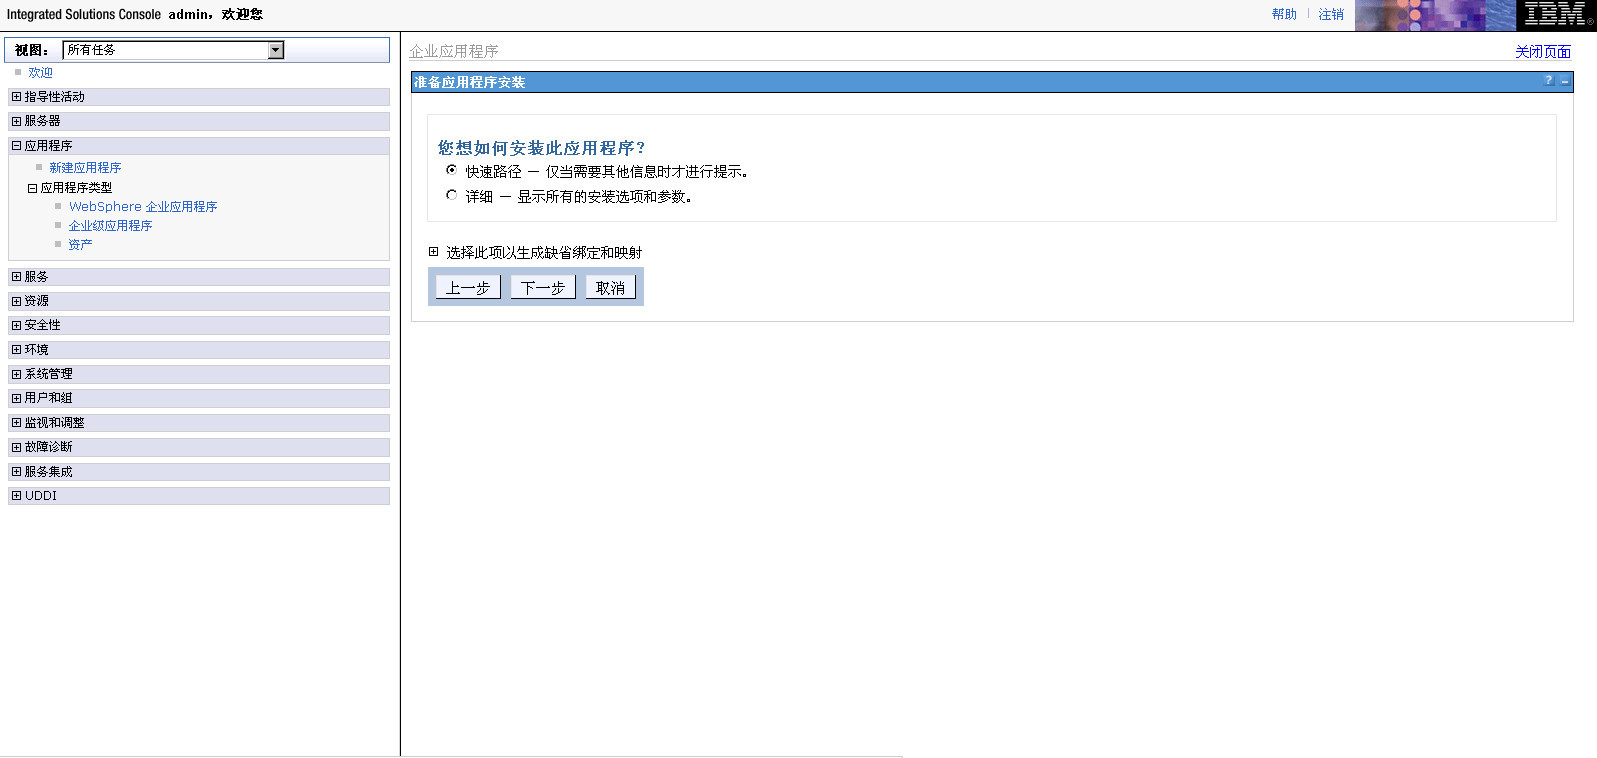 Integrated Solutions Console admin，欢迎您
帮助 注销 IBM®
视图： 所有任务
欢迎
指导性活动
服务器
应用程序
新建应用程序
应用程序类型
WebSphere 企业应用程序
企业级应用程序
资产
服务
资源
安全性
环境
系统管理
用户和组
监视和调整
故障诊断
服务集成
UDDI
企业应用程序 关闭页面
准备应用程序安装 ?
您想如何安装此应用程序？
快速路径 — 仅当需要其他信息时才进行提示。
详细 — 显示所有的安装选项和参数。
选择此项以生成缺省绑定和映射
上一步 下一步 取消